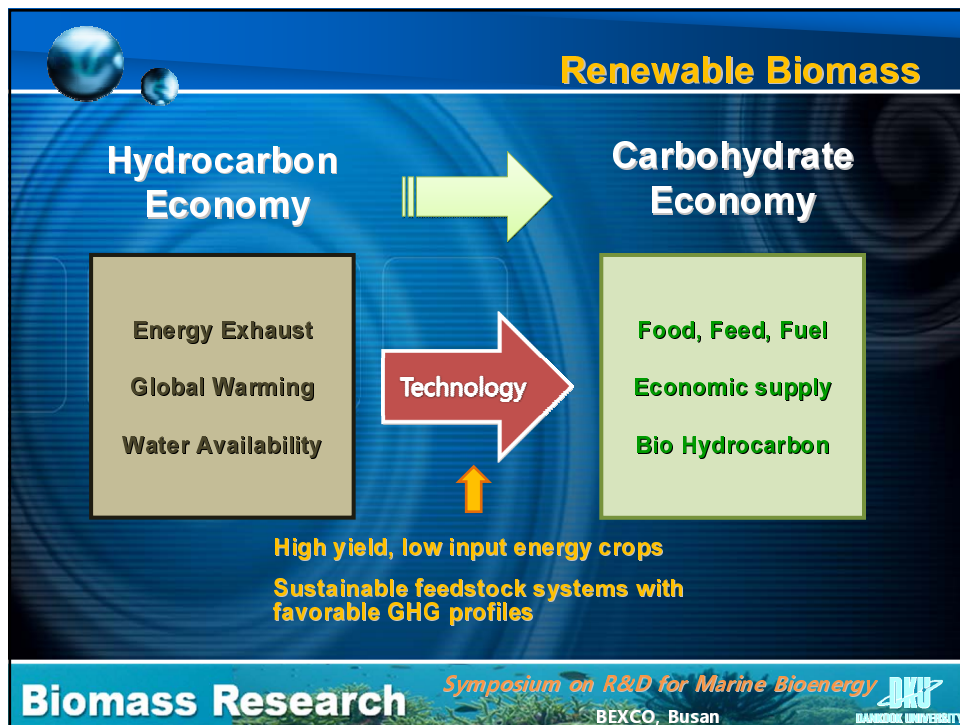 Renewable Biomass
Hydrocarbon
Economy
Carbohydrate
Economy
Energy Exhaust
Global Warming
Water Availability
Technology
Food, Feed, Fuel
Economic supply
Bio Hydrocarbon
High yield, low input energy crops
Sustainable feedstock systems with
favorable GHG profiles
Biomass Research
Symposium on R&D for Marine Bioenergy
BEXCO, Busan
DKU
DANKOOK UNIVERSITY